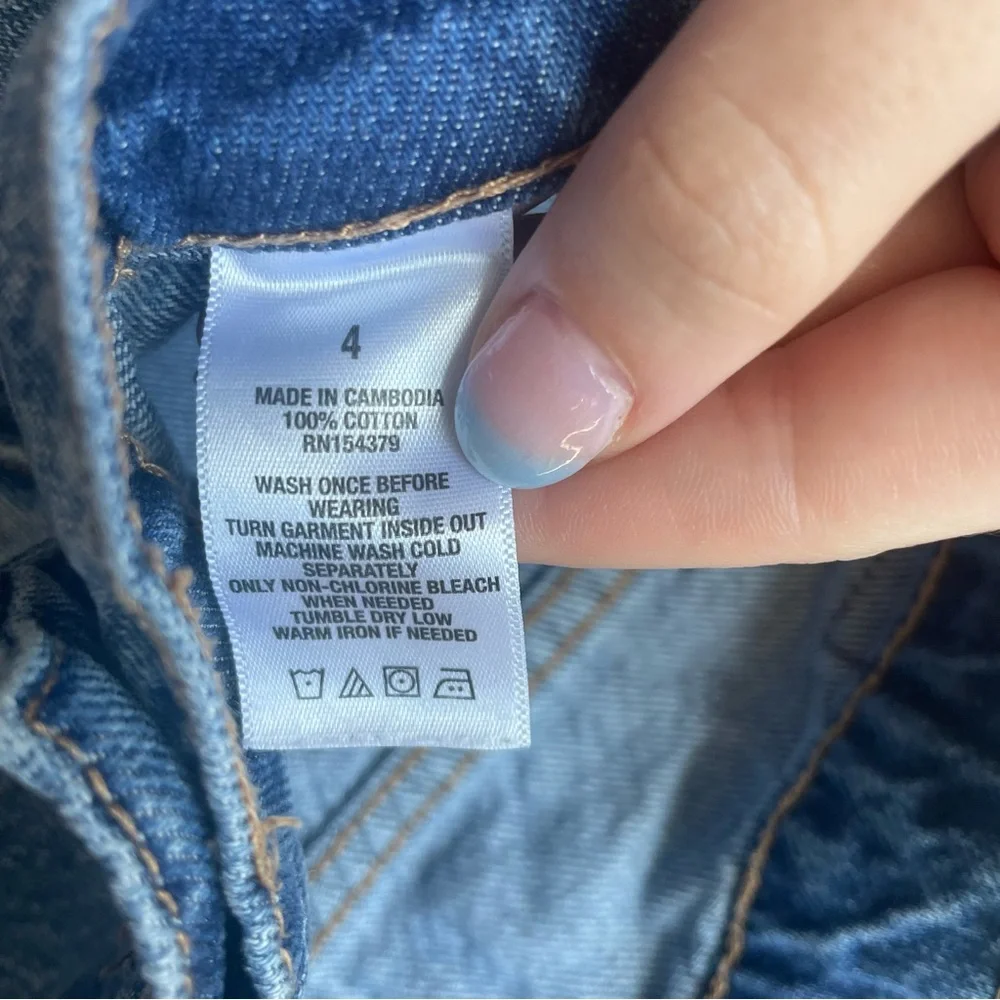 4
MADE IN CAMBODIA
100% COTTON
RN154379
WASH ONCE BEFORE
WEARING
TURN GARMENT INSIDE OUT
MACHINE WASH COLD
SEPARATELY
ONLY NON-CHLORINE BLEACH
WHEN NEEDED
TUMBLE DRY LOW
WARM IRON IF NEEDED